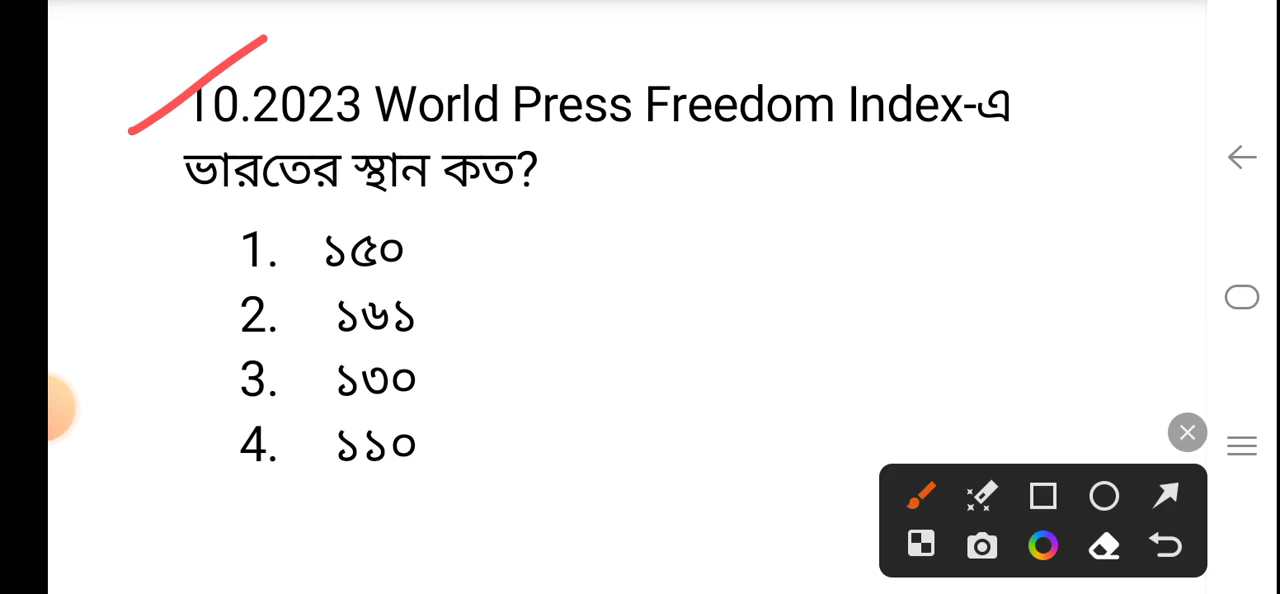 10.2023 World Press Freedom Index-এ
ভারতের স্থান কত?
1. ১৫০
2. ১৬১
3. ১৩০
4. ১১০